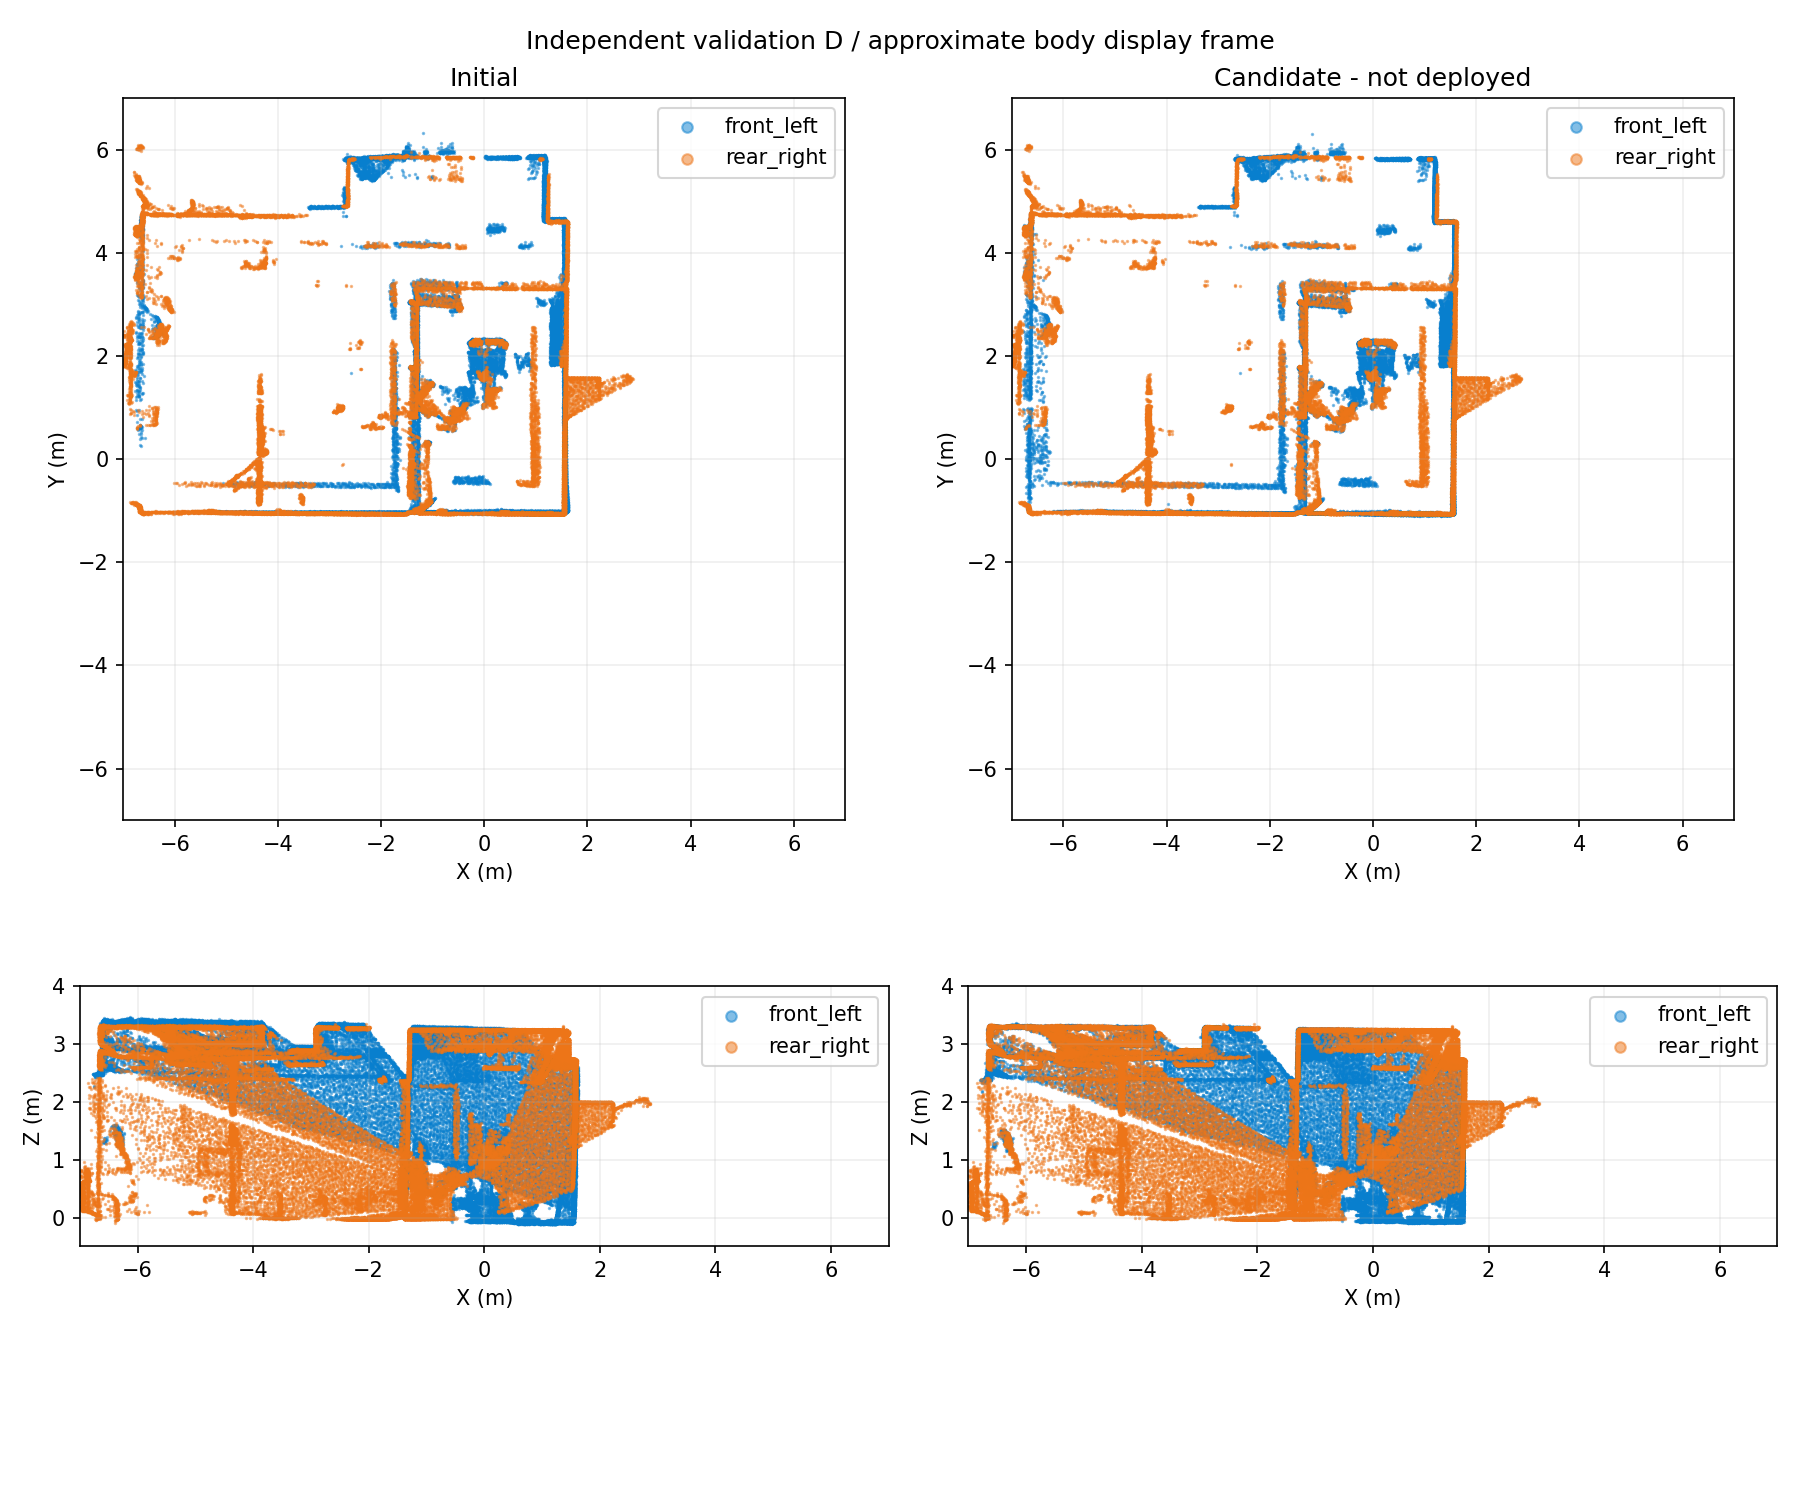 Independent validation D / approximate body display frame
Initial
Candidate - not deployed
front_left
rear_right
front_left
rear_right
6
4
2
0
−2
−4
−6
Y (m)
−6 −4 −2 0 2 4 6
X (m)
6
4
2
0
−2
−4
−6
Y (m)
−6 −4 −2 0 2 4 6
X (m)
front_left
rear_right
4
3
2
1
0
Z (m)
−6 −4 −2 0 2 4 6
X (m)
front_left
rear_right
4
3
2
1
0
Z (m)
−6 −4 −2 0 2 4 6
X (m)